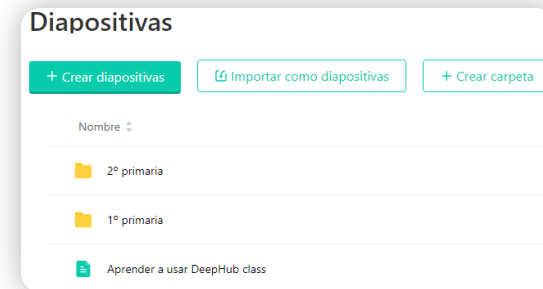 Diapositivas
+ Crear diapositivas
Importar como diapositivas
+ Crear carpeta
Nombre
2º primaria
1º primaria
Aprender a usar DeepHub class